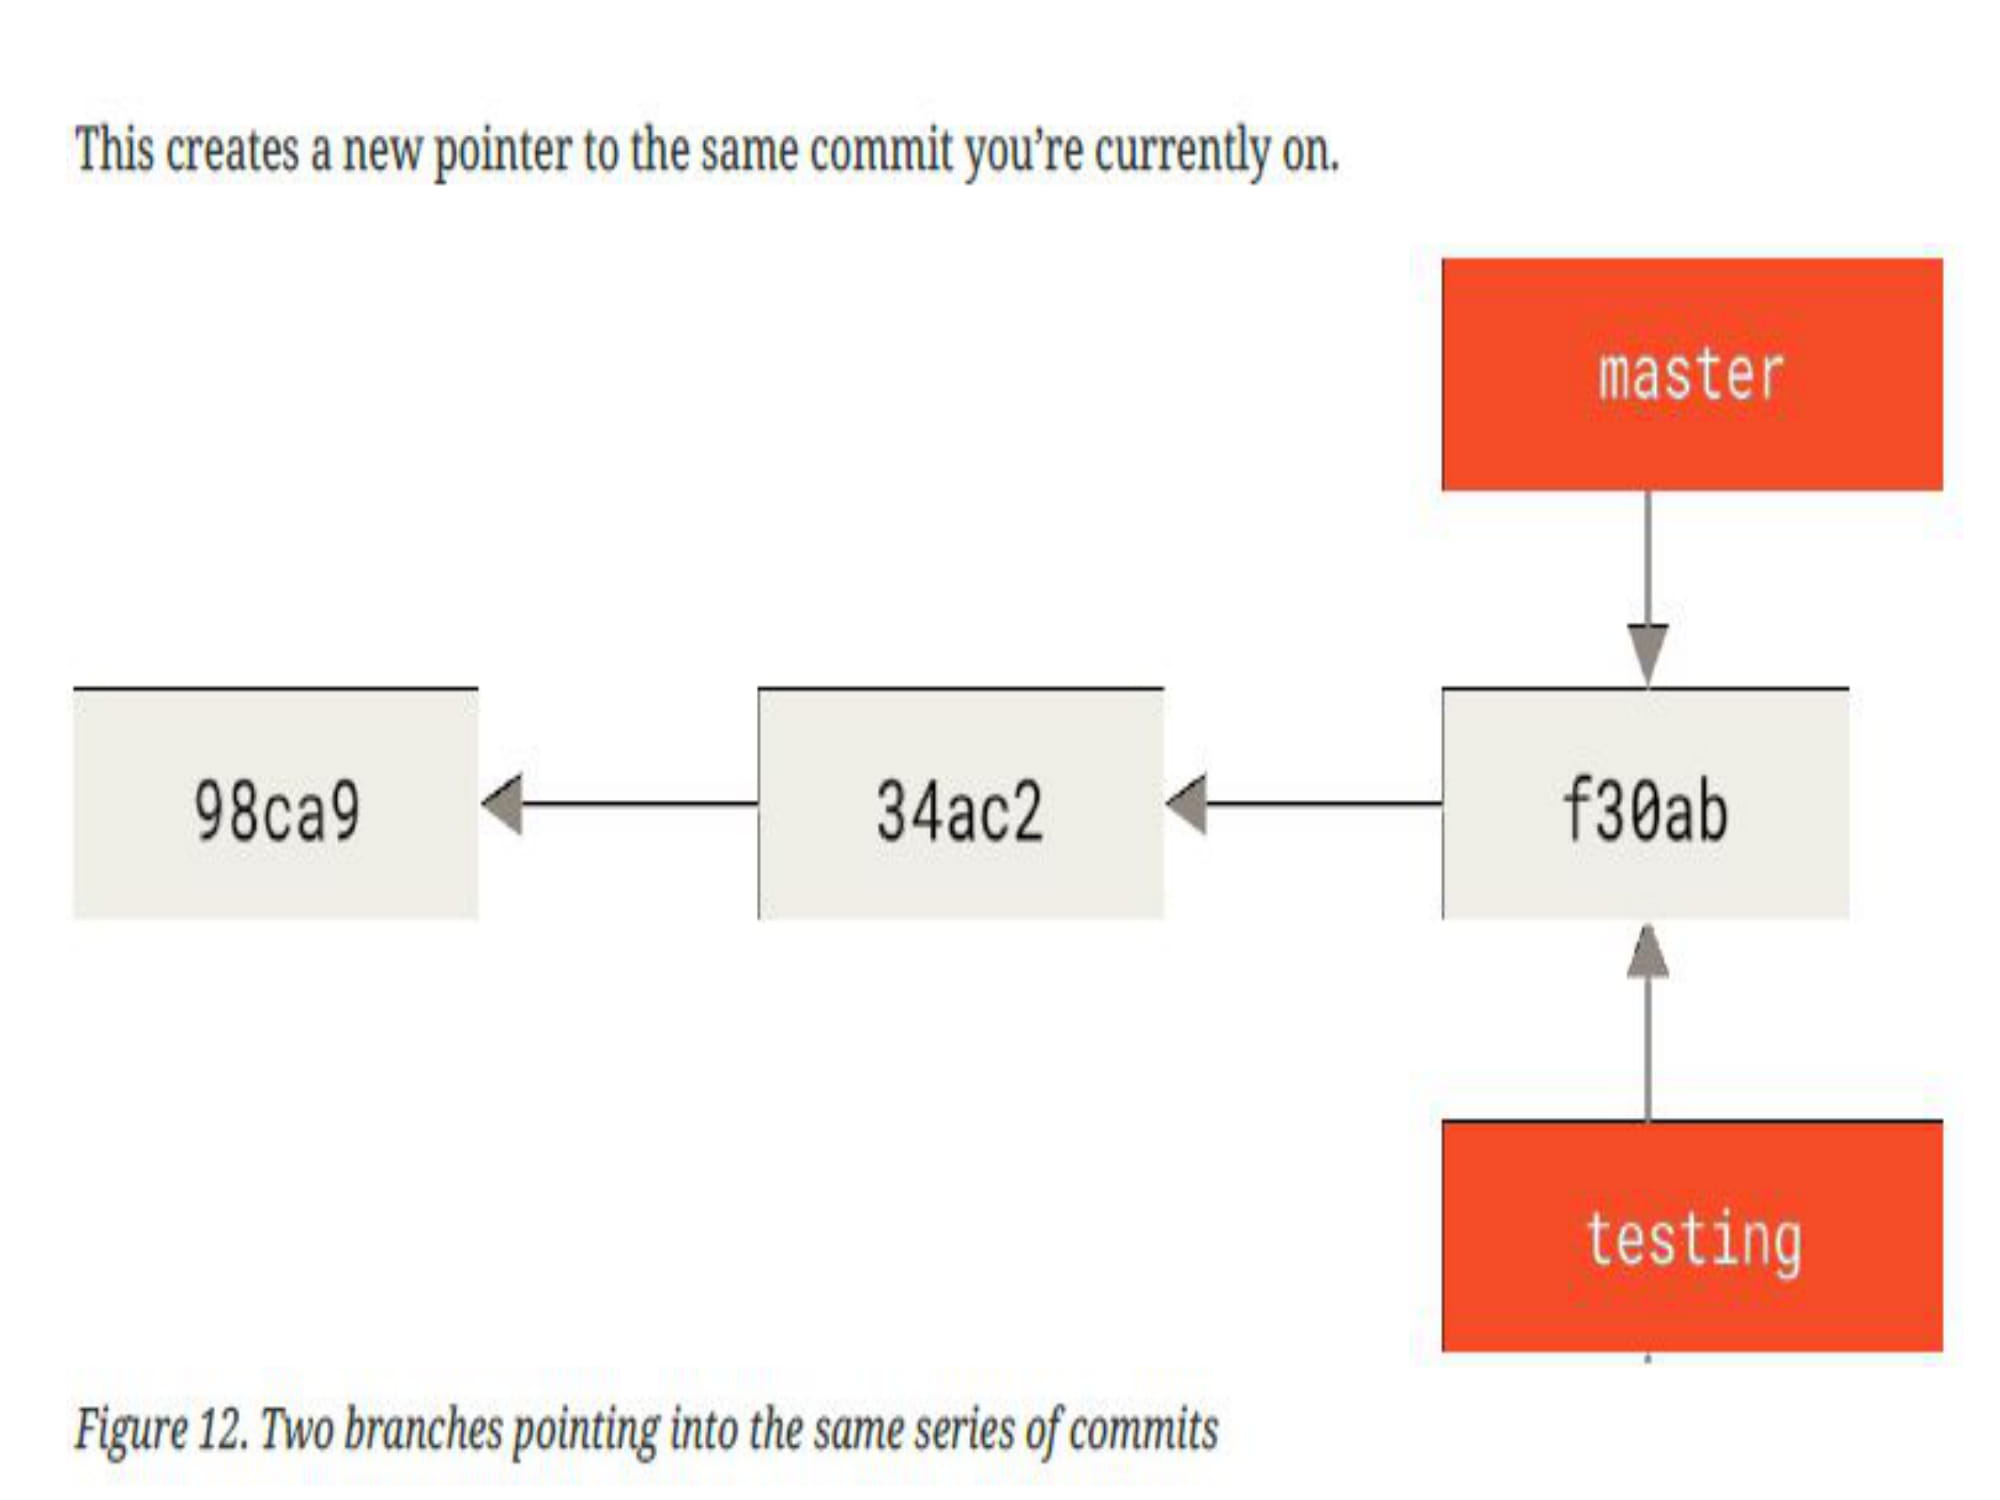 This creates a new pointer to the same commit you’re currently on.
master
98ca9
34ac2
f30ab
testing
Figure 12. Two branches pointing into the same series of commits